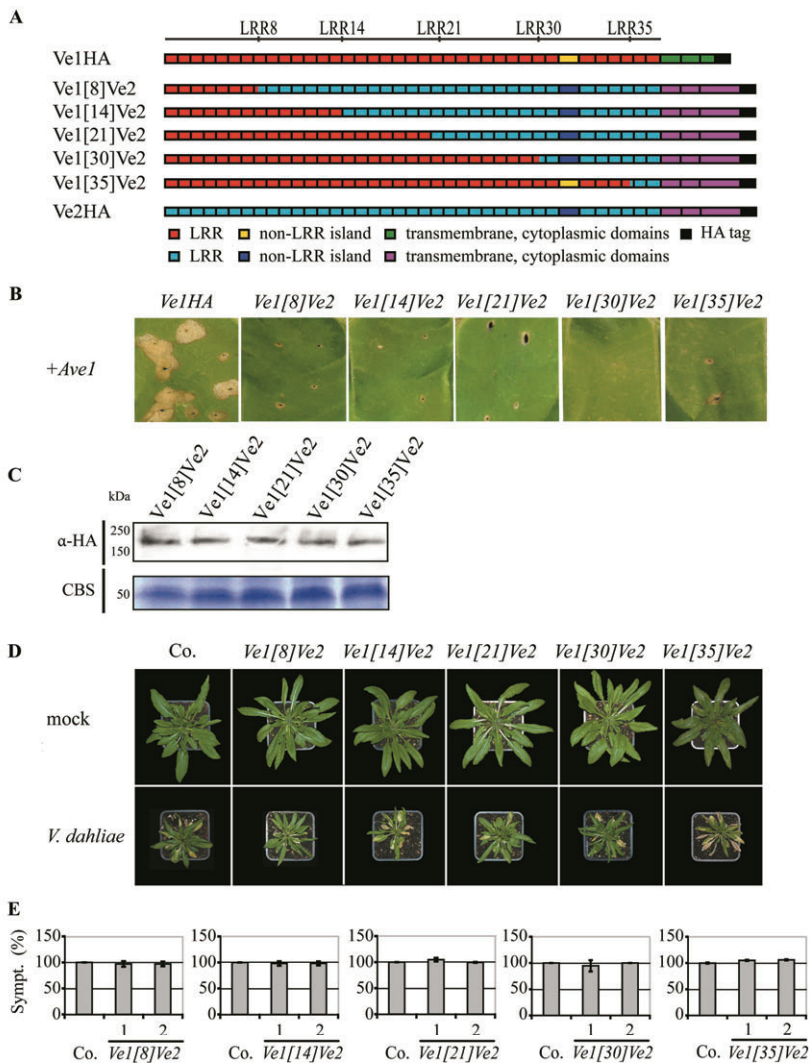 A
LRR8 LRR14 LRR21 LRR30 LRR35
Ve1HA
Ve1[8]Ve2
Ve1[14]Ve2
Ve1[21]Ve2
Ve1[30]Ve2
Ve1[35]Ve2
Ve2HA
LRR non-LRR island transmembrane, cytoplasmic domains HA tag
LRR non-LRR island transmembrane, cytoplasmic domains
B
Ve1HA Ve1[8]Ve2 Ve1[14]Ve2 Ve1[21]Ve2 Ve1[30]Ve2 Ve1[35]Ve2
+Ave1
C
kDa Ve1[8]Ve2 Ve1[14]Ve2 Ve1[21]Ve2 Ve1[30]Ve2 Ve1[35]Ve2
α-HA 250
150
CBS 50
D
Co. Ve1[8]Ve2 Ve1[14]Ve2 Ve1[21]Ve2 Ve1[30]Ve2 Ve1[35]Ve2
mock
V. dahliae
E
Sympt. (%)
150 150 150 150 150
100 100 100 100 100
50 50 50 50 50
0 0 0 0 0
1 2 1 2 1 2 1 2 1 2
Co. Ve1[8]Ve2 Co. Ve1[14]Ve2 Co. Ve1[21]Ve2 Co. Ve1[30]Ve2 Co. Ve1[35]Ve2